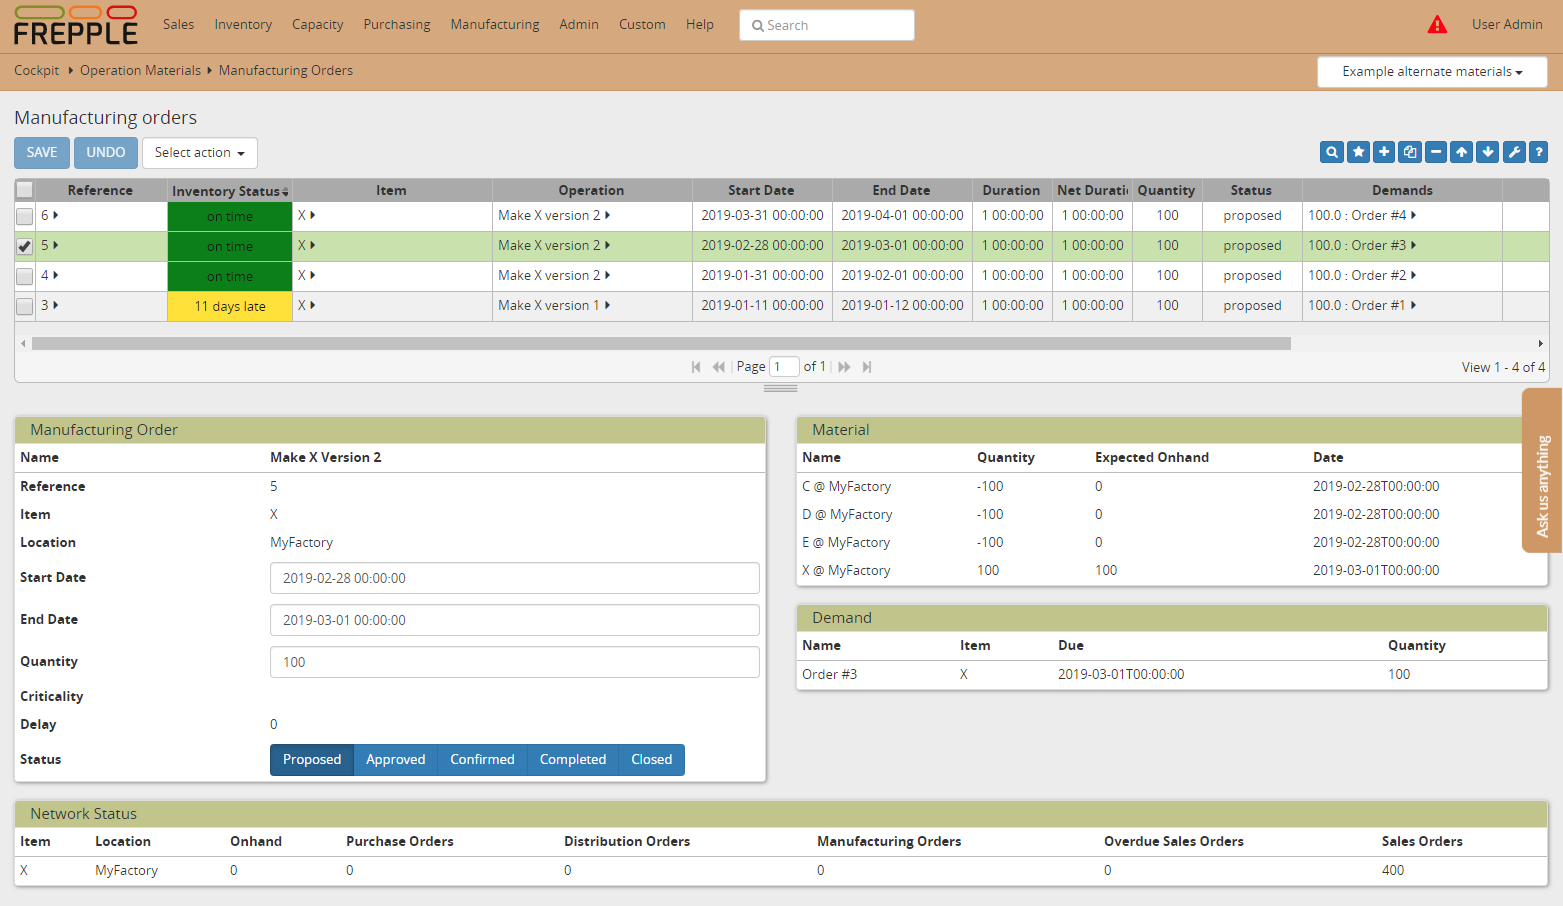 FREPPLE Sales Inventory Capacity Purchasing Manufacturing Admin Custom Help Search User Admin
Cockpit Operation Materials Manufacturing Orders Example alternate materials
Manufacturing orders
SAVE UNDO Select action
Reference Inventory Status Item Operation Start Date End Date Duration Net Duratio Quantity Status Demands
6 on time X Make X version 2 2019-03-31 00:00:00 2019-04-01 00:00:00 1 00:00:00 1 00:00:00 100 proposed 100.0 : Order #4
5 on time X Make X version 2 2019-02-28 00:00:00 2019-03-01 00:00:00 1 00:00:00 1 00:00:00 100 proposed 100.0 : Order #3
4 on time X Make X version 2 2019-01-31 00:00:00 2019-02-01 00:00:00 1 00:00:00 1 00:00:00 100 proposed 100.0 : Order #2
3 11 days late X Make X version 1 2019-01-11 00:00:00 2019-01-12 00:00:00 1 00:00:00 1 00:00:00 100 proposed 100.0 : Order #1
Page 1 of 1 View 1 - 4 of 4
Manufacturing Order
Name Make X Version 2
Reference 5
Item X
Location MyFactory
Start Date 2019-02-28 00:00:00
End Date 2019-03-01 00:00:00
Quantity 100
Criticality
Delay 0
Status Proposed Approved Confirmed Completed Closed
Material
Name Quantity Expected Onhand Date
C @ MyFactory -100 0 2019-02-28T00:00:00
D @ MyFactory -100 0 2019-02-28T00:00:00
E @ MyFactory -100 0 2019-02-28T00:00:00
X @ MyFactory 100 100 2019-03-01T00:00:00
Ask us anything
Demand
Name Item Due Quantity
Order #3 X 2019-03-01T00:00:00 100
Network Status
Item Location Onhand Purchase Orders Distribution Orders Manufacturing Orders Overdue Sales Orders Sales Orders
X MyFactory 0 0 0 0 0 400